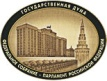 ГОСУДАРСТВЕННАЯ ДУМА
ФЕДЕРАЛЬНОЕ СОБРАНИЕ - ПАРЛАМЕНТ РОССИЙСКОЙ ФЕДЕРАЦИИ